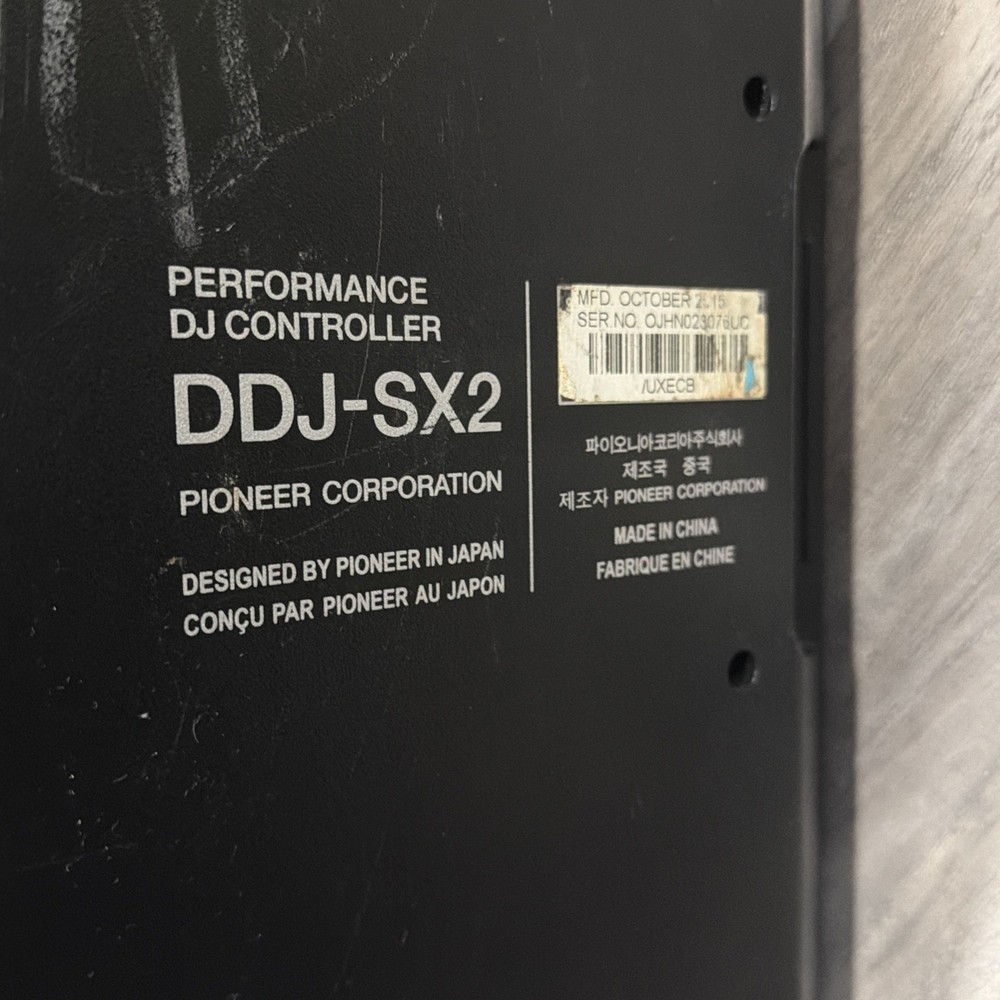 PERFORMANCE
DJ CONTROLLER
DDJ-SX2
PIONEER CORPORATION
DESIGNED BY PIONEER IN JAPAN
CONÇU PAR PIONEER AU JAPON
MFD. OCTOBER
SER.NO.
/UXECB
파이오니아코리아주식회사
제조국 중국
제조자 PIONEER CORPORATION
MADE IN CHINA
FABRIQUE EN CHINE